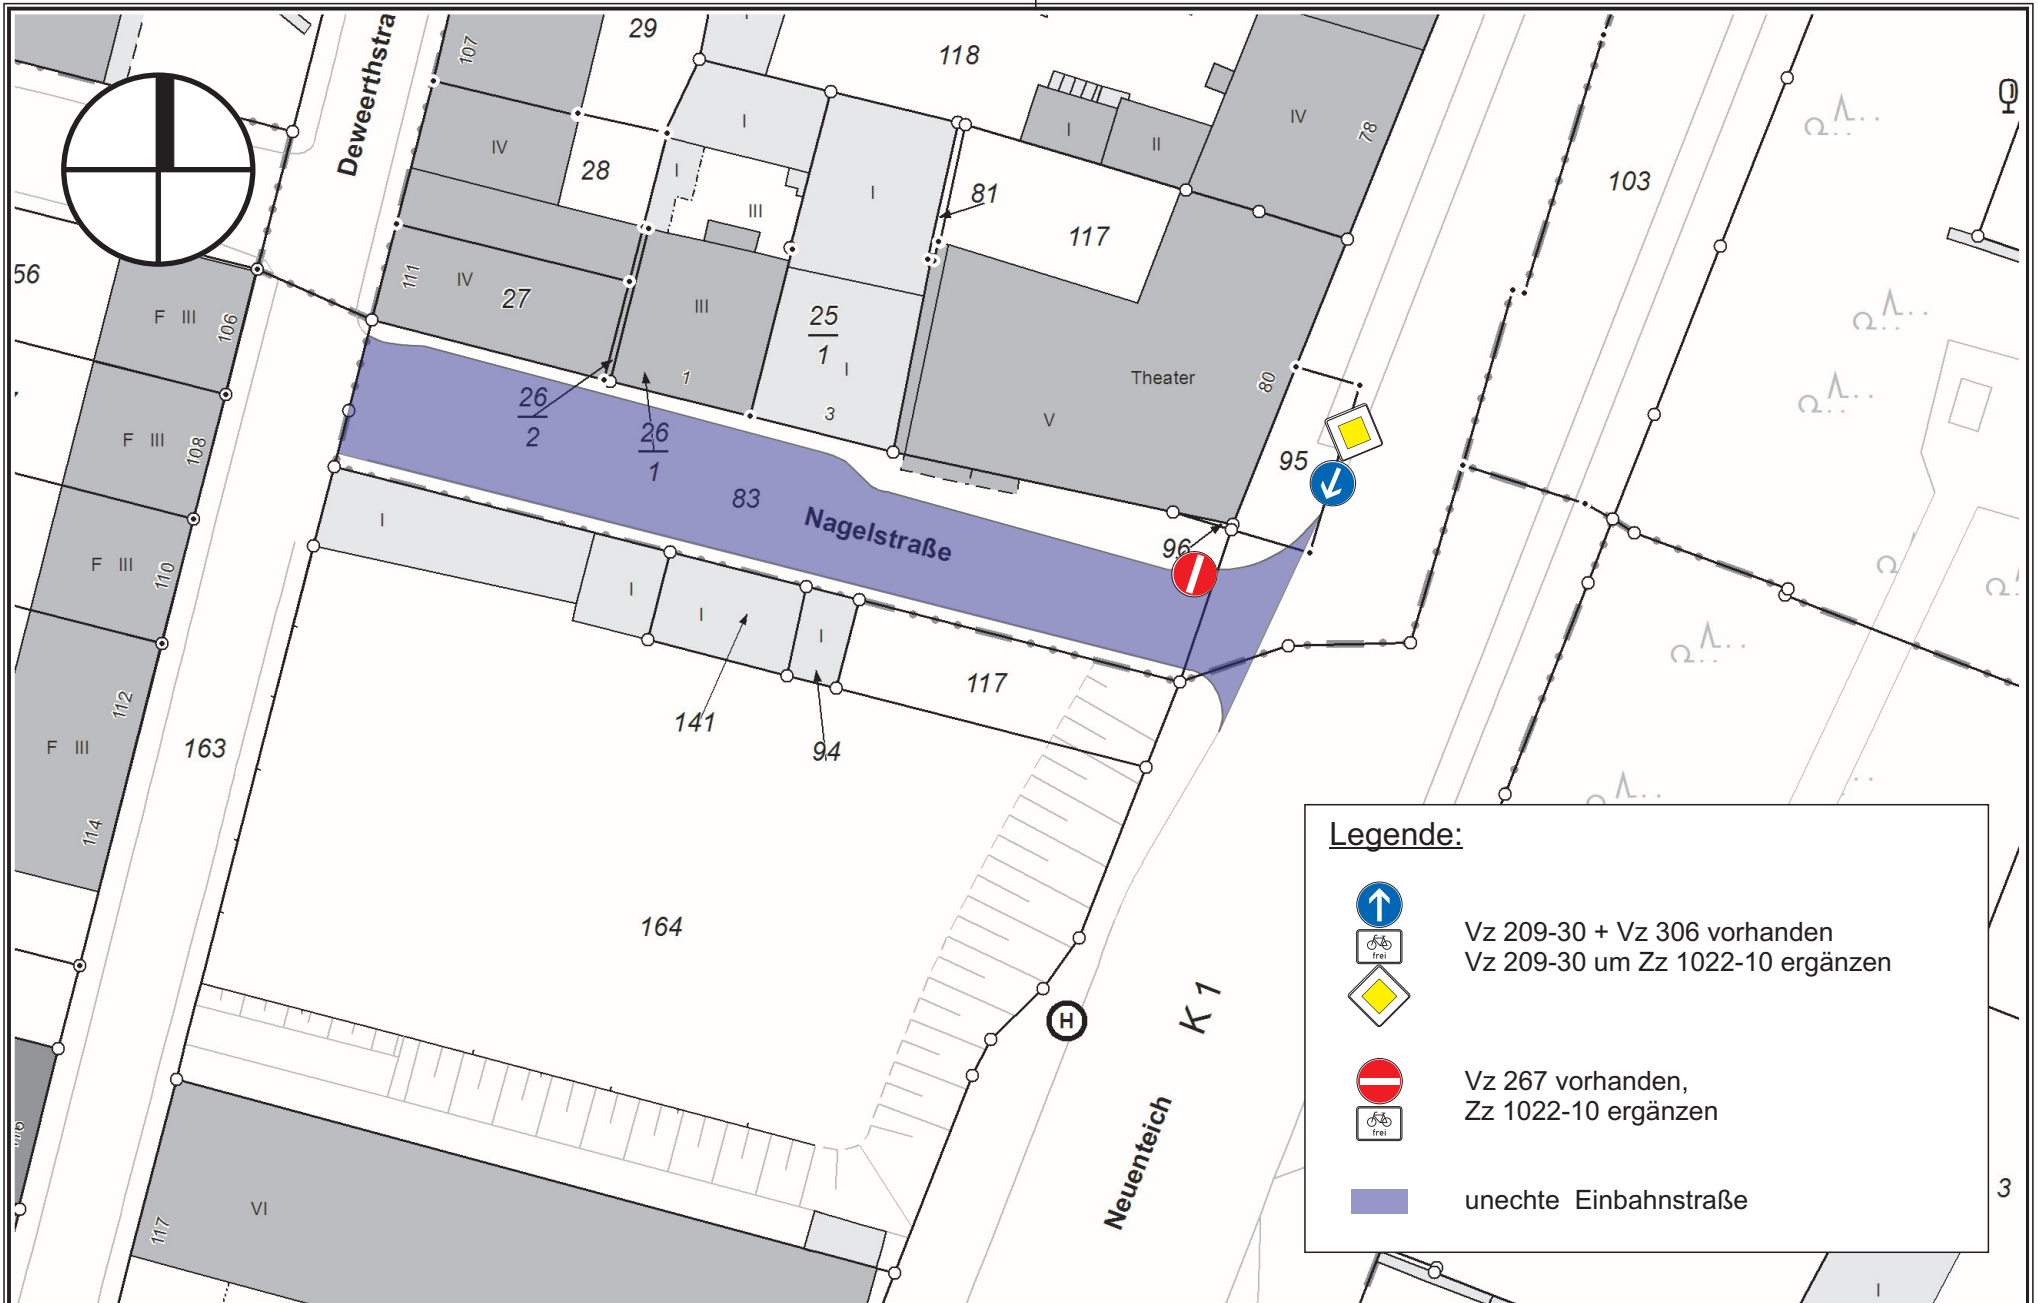 29
118
107
Dewerthstra
IV
28
I
I
I
III
I
81
I
II
IV
78
117
103
56
111
IV
27
III
25
1
I
Theater
V
80
F III
106
1
3
26
2
26
1
95
F III
108
83
Nagelstraße
I
96
I
F III
110
I
I
I
117
141
94
112
F III
163
114
164
H
K 1
Neuenteich
VI
117
3
I
Legende:
frei
Vz 209-30 + Vz 306 vorhanden
Vz 209-30 um Zz 1022-10 ergänzen
Vz 267 vorhanden,
Zz 1022-10 ergänzen
frei
unechte Einbahnstraße